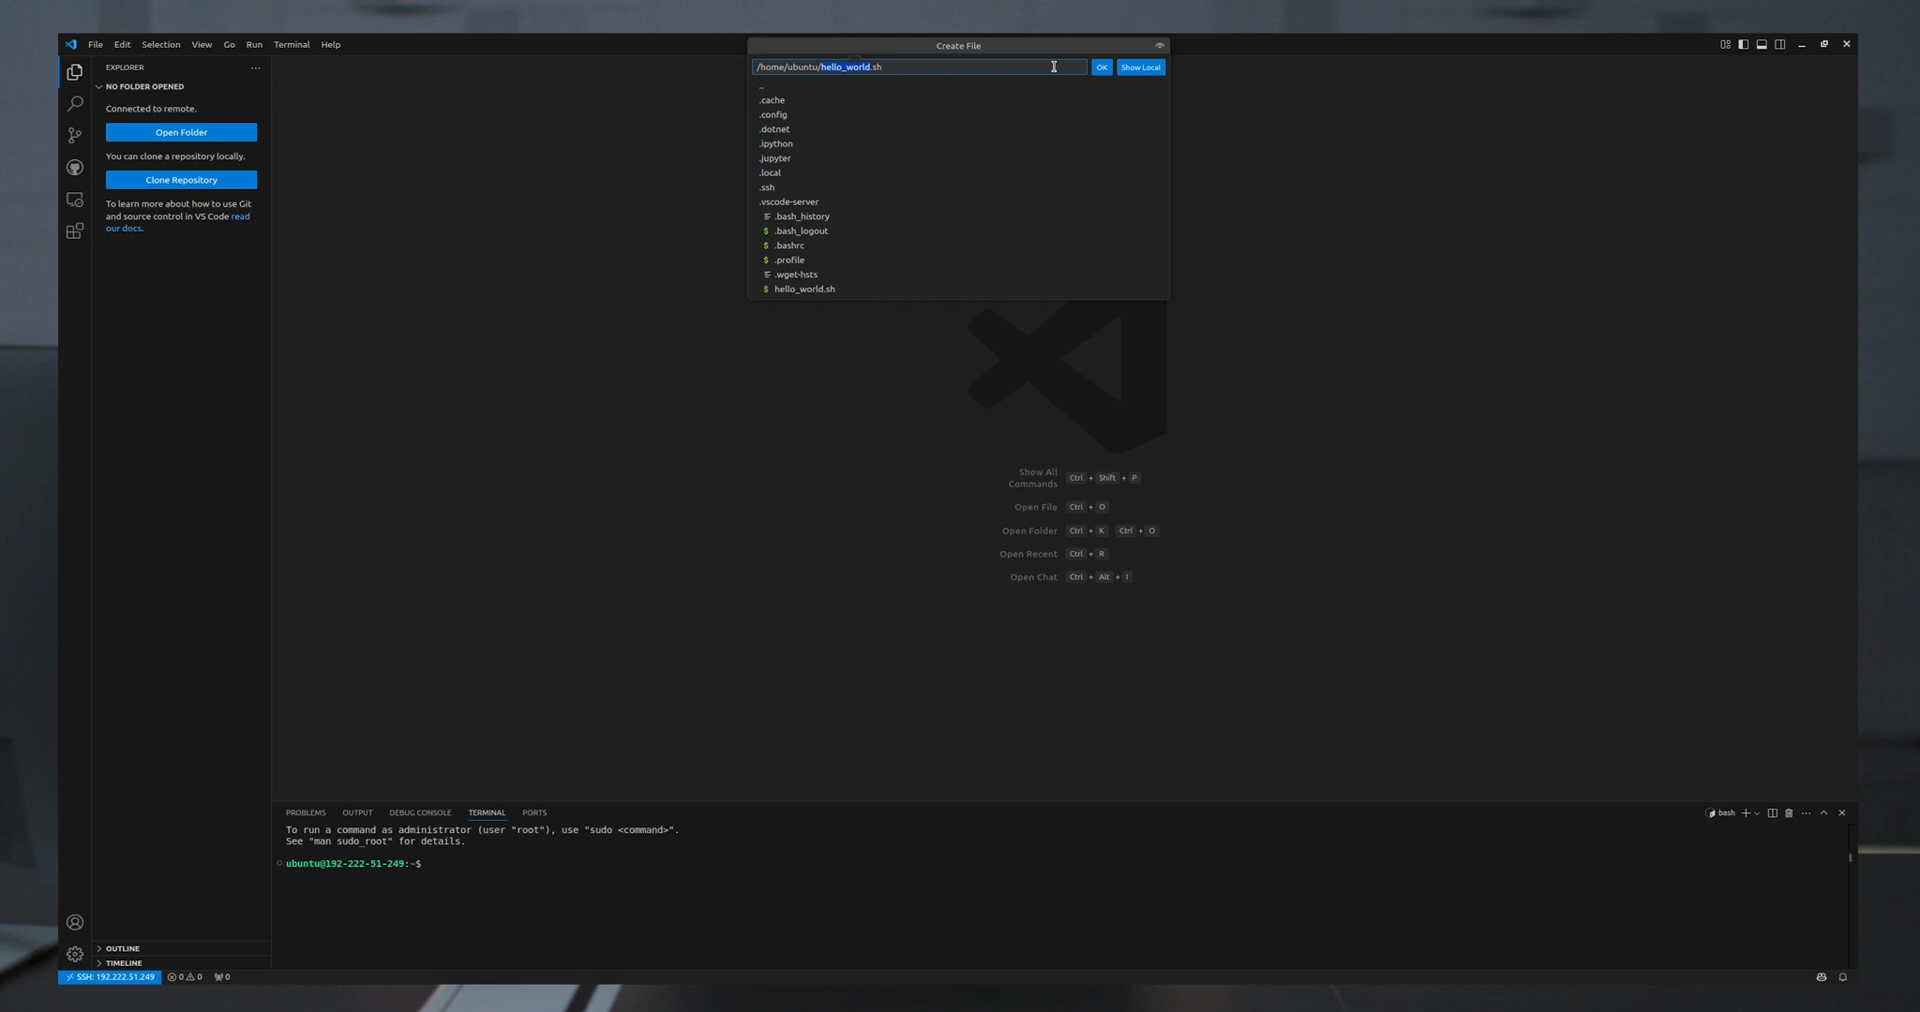 File Edit Selection View Go Run Terminal Help
Create File
/home/ubuntu/hello_world.sh
OK
Show Local
EXPLORER
NO FOLDER OPENED
Connected to remote.
Open Folder
You can clone a repository locally.
Clone Repository
To learn more about how to use Git
and source control in VS Code read
our docs.
..
.cache
.config
.dotnet
.ipython
.jupyter
.local
.ssh
.vscode-server
.bash_history
$ .bash_logout
$ .bashrc
$ .profile
.wget-hsts
$ hello_world.sh
Show All
Commands Ctrl + Shift + P
Open File Ctrl + O
Open Folder Ctrl + K Ctrl + O
Open Recent Ctrl + R
Open Chat Ctrl + Alt + I
PROBLEMS OUTPUT DEBUG CONSOLE TERMINAL PORTS
bash
To run a command as administrator (user "root"), use "sudo <command>".
See "man sudo_root" for details.
ubuntu@192-222-51-249:~$
OUTLINE
TIMELINE
SSH: 192.222.51.249 0 0 0